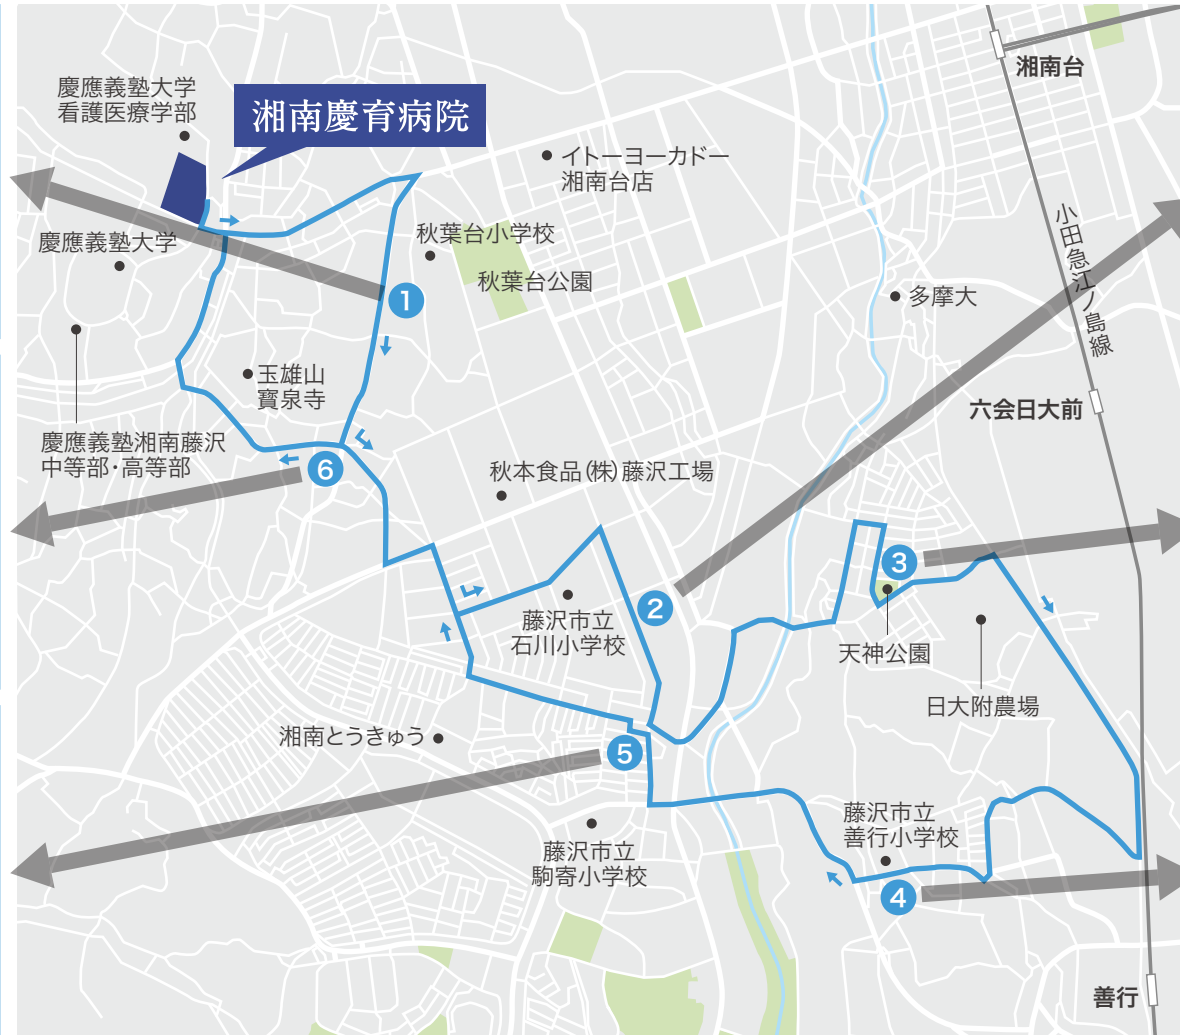 湘南台
慶應義塾大学
看護医療学部
湘南慶育病院
イトーヨーカドー
湘南台店
慶應義塾大学
秋葉台小学校
秋葉台公園
小田急江ノ島線
多摩大
1
玉雄山
寳泉寺
六会日大前
慶應義塾湘南藤沢
中等部・高等部
6
秋本食品(株)藤沢工場
3
2
藤沢市立
石川小学校
天神公園
日大附農場
湘南とうきゅう
5
藤沢市立
善行小学校
藤沢市立
駒寄小学校
4
善行